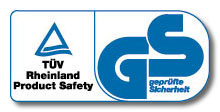 TÜV
Rheinland
Product Safety
GS
geprüfte
Sicherheit